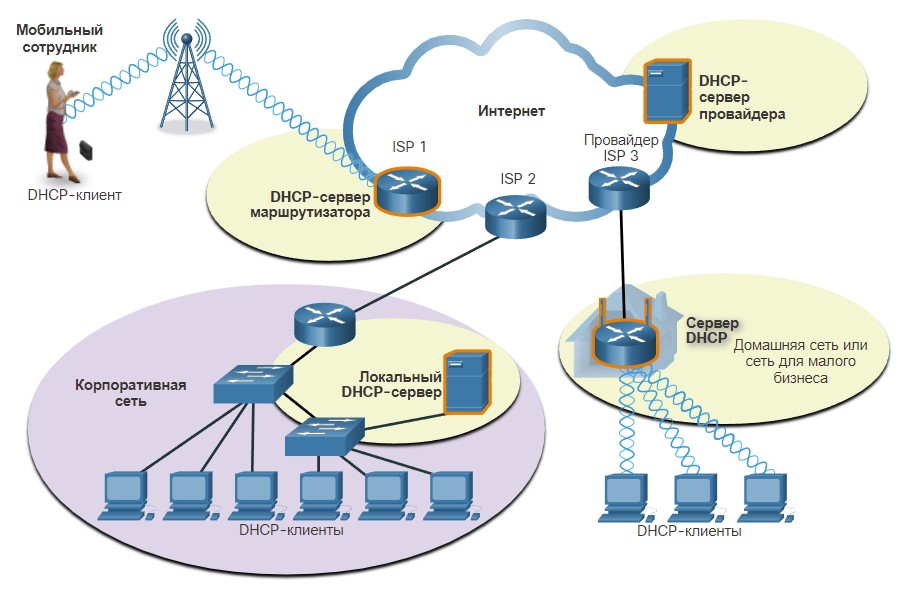 Мобильный
сотрудник
DHCP-клиент
ISP 1
DHCP-сервер
маршрутизатора
Интернет
ISP 2
Провайдер
ISP 3
DHCP-
сервер
провайдера
Корпоративная
сеть
Локальный
DHCP-сервер
DHCP-клиенты
Сервер
DHCP
Домашняя сеть или
сеть для малого
бизнеса
DHCP-клиенты